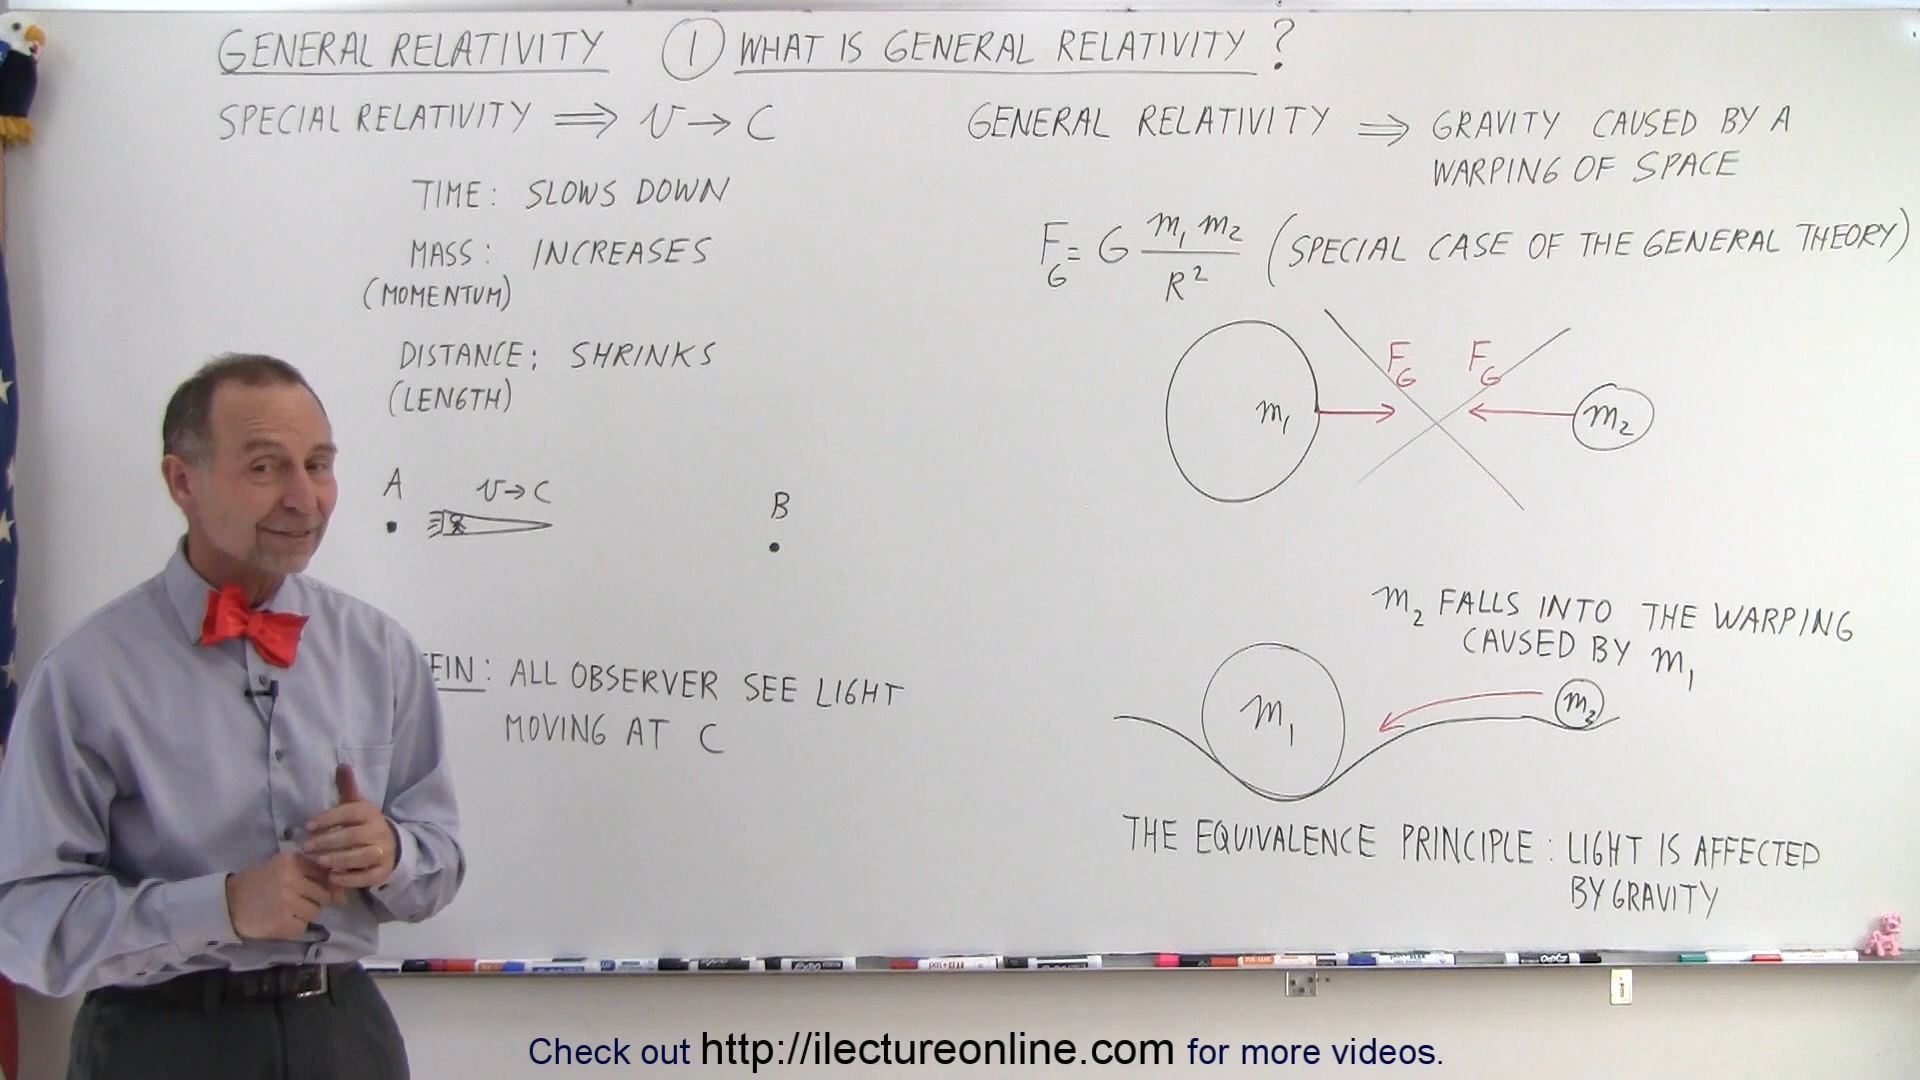 GENERAL RELATIVITY 1 WHAT IS GENERAL RELATIVITY?
SPECIAL RELATIVITY ⇒ v → C
TIME: SLOWS DOWN
MASS: INCREASES
(MOMENTUM)
DISTANCE: SHRINKS
(LENGTH)
A
v→C
B
EIN: ALL OBSERVER SEE LIGHT
MOVING AT C
GENERAL RELATIVITY ⇒ GRAVITY CAUSED BY A
WARPING OF SPACE
F_G = G m₁ m₂ / R² (SPECIAL CASE OF THE GENERAL THEORY)
F_G F_G
m₁ m₂
m₂ FALLS INTO THE WARPING
CAUSED BY m₁
m₁ m₂
THE EQUIVALENCE PRINCIPLE: LIGHT IS AFFECTED
BY GRAVITY
Check out http://ilectureonline.com for more videos.